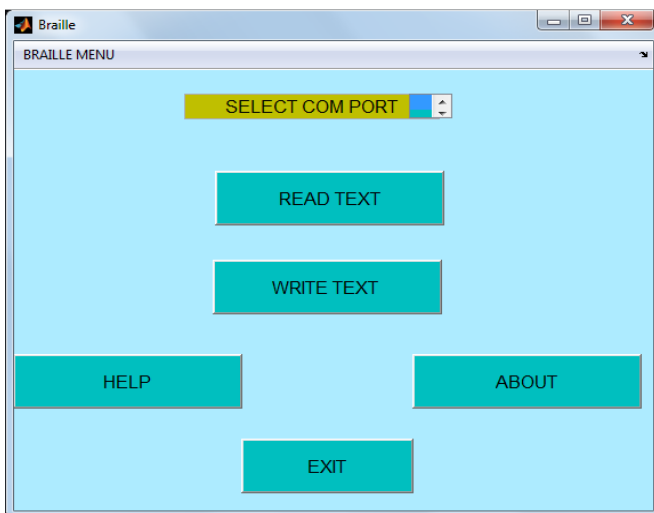 Braille
BRAILLE MENU
SELECT COM PORT
READ TEXT
WRITE TEXT
HELP
ABOUT
EXIT